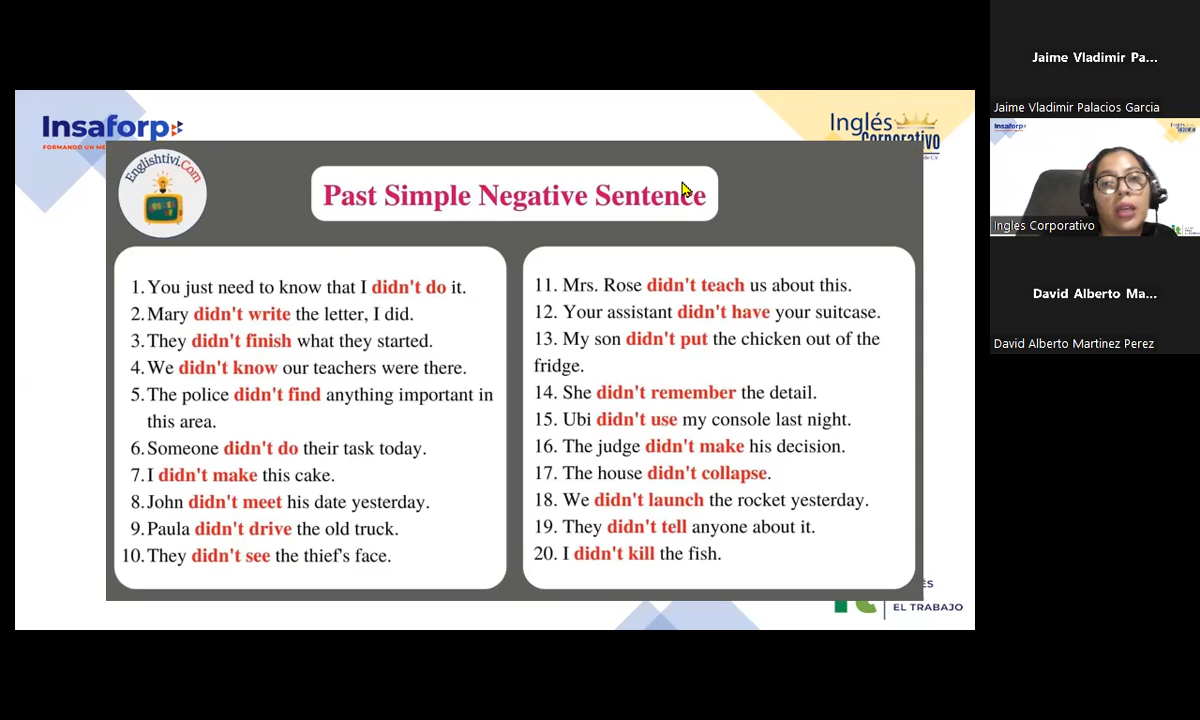 Insaforp
FORMANDO UN ME
Inglés
Corporativo
de C.V.
Englishtivi.Com
Past Simple Negative Sentence
1. You just need to know that I didn't do it.
2. Mary didn't write the letter, I did.
3. They didn't finish what they started.
4. We didn't know our teachers were there.
5. The police didn't find anything important in
this area.
6. Someone didn't do their task today.
7. I didn't make this cake.
8. John didn't meet his date yesterday.
9. Paula didn't drive the old truck.
10. They didn't see the thief's face.
11. Mrs. Rose didn't teach us about this.
12. Your assistant didn't have your suitcase.
13. My son didn't put the chicken out of the
fridge.
14. She didn't remember the detail.
15. Ubi didn't use my console last night.
16. The judge didn't make his decision.
17. The house didn't collapse.
18. We didn't launch the rocket yesterday.
19. They didn't tell anyone about it.
20. I didn't kill the fish.
ÉS
EL TRABAJO
Jaime Vladimir Pa...
Jaime Vladimir Palacios Garcia
Insaforp
Ingles Corporativo
David Alberto Ma...
David Alberto Martinez Perez